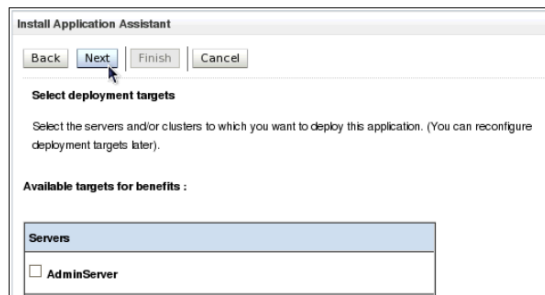 Install Application Assistant
Back Next Finish Cancel
Select deployment targets
Select the servers and/or clusters to which you want to deploy this application. (You can reconfigure
deployment targets later).
Available targets for benefits :
Servers
AdminServer